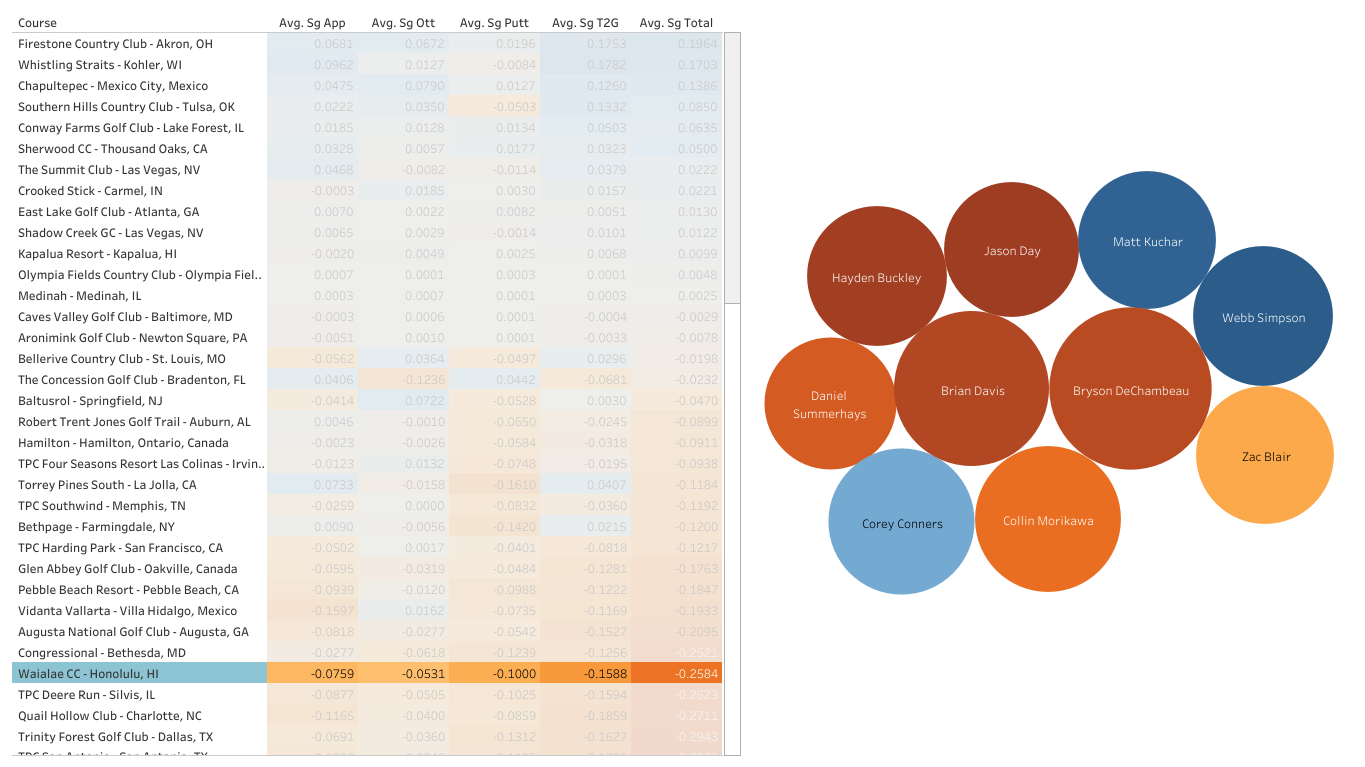 Course Avg. Sg App Avg. Sg Ott Avg. Sg Putt Avg. Sg T2G Avg. Sg Total
Firestone Country Club - Akron, OH 0.0681 0.0672 0.0196 0.1753 0.1964
Whistling Straits - Kohler, WI 0.0962 0.0127 -0.0084 0.1782 0.1703
Chapultepec - Mexico City, Mexico 0.0475 0.0790 0.0127 0.1260 0.1386
Southern Hills Country Club - Tulsa, OK 0.0222 0.0350 -0.0503 0.1332 0.0850
Conway Farms Golf Club - Lake Forest, IL 0.0185 0.0128 0.0134 0.0503 0.0635
Sherwood CC - Thousand Oaks, CA 0.0328 0.0057 0.0177 0.0323 0.0500
The Summit Club - Las Vegas, NV 0.0468 -0.0082 -0.0114 0.0379 0.0222
Crooked Stick - Carmel, IN -0.0003 0.0185 0.0030 0.0157 0.0221
East Lake Golf Club - Atlanta, GA 0.0070 0.0022 0.0082 0.0051 0.0130
Shadow Creek GC - Las Vegas, NV 0.0065 0.0029 -0.0014 0.0101 0.0122
Kapalua Resort - Kapalua, HI -0.0020 0.0049 0.0025 0.0068 0.0099
Olympia Fields Country Club - Olympia Fiel.. 0.0007 0.0001 0.0003 0.0001 0.0048
Medinah - Medinah, IL 0.0003 0.0007 0.0001 0.0003 0.0025
Caves Valley Golf Club - Baltimore, MD -0.0003 0.0006 0.0001 -0.0004 -0.0029
Aronimink Golf Club - Newton Square, PA -0.0051 0.0010 0.0001 -0.0033 -0.0078
Bellerive Country Club - St. Louis, MO -0.0562 0.0364 -0.0497 0.0296 -0.0198
The Concession Golf Club - Bradenton, FL 0.0406 -0.1236 0.0442 -0.0681 -0.0232
Baltusrol - Springfield, NJ -0.0414 0.0722 -0.0528 0.0030 -0.0470
Robert Trent Jones Golf Trail - Auburn, AL 0.0046 -0.0010 -0.0650 -0.0245 -0.0899
Hamilton - Hamilton, Ontario, Canada -0.0023 -0.0026 -0.0584 -0.0318 -0.0911
TPC Four Seasons Resort Las Colinas - Irvin.. -0.0123 0.0132 -0.0748 -0.0195 -0.0938
Torrey Pines South - La Jolla, CA 0.0733 -0.0158 -0.1610 0.0407 -0.1184
TPC Southwind - Memphis, TN -0.0259 0.0000 -0.0832 -0.0360 -0.1192
Bethpage - Farmingdale, NY 0.0090 -0.0056 -0.1420 0.0215 -0.1200
TPC Harding Park - San Francisco, CA -0.0502 0.0017 -0.0401 -0.0818 -0.1217
Glen Abbey Golf Club - Oakville, Canada -0.0595 -0.0319 -0.0484 -0.1281 -0.1763
Pebble Beach Resort - Pebble Beach, CA -0.0939 -0.0120 -0.0988 -0.1222 -0.1847
Vidanta Vallarta - Villa Hidalgo, Mexico -0.1597 0.0162 -0.0735 -0.1169 -0.1933
Augusta National Golf Club - Augusta, GA -0.0818 -0.0277 -0.0542 -0.1527 -0.2095
Congressional - Bethesda, MD -0.0277 -0.0618 -0.1239 -0.1256 -0.2521
Waialae CC - Honolulu, HI -0.0759 -0.0531 -0.1000 -0.1588 -0.2584
TPC Deere Run - Silvis, IL -0.0877 -0.0505 -0.1025 -0.1594 -0.2623
Quail Hollow Club - Charlotte, NC -0.1165 -0.0400 -0.0859 -0.1859 -0.2711
Trinity Forest Golf Club - Dallas, TX -0.0691 -0.0360 -0.1312 -0.1627 -0.2943
Matt Kuchar
Jason Day
Hayden Buckley
Webb Simpson
Brian Davis
Bryson DeChambeau
Daniel
Summerhays
Zac Blair
Corey Conners
Collin Morikawa